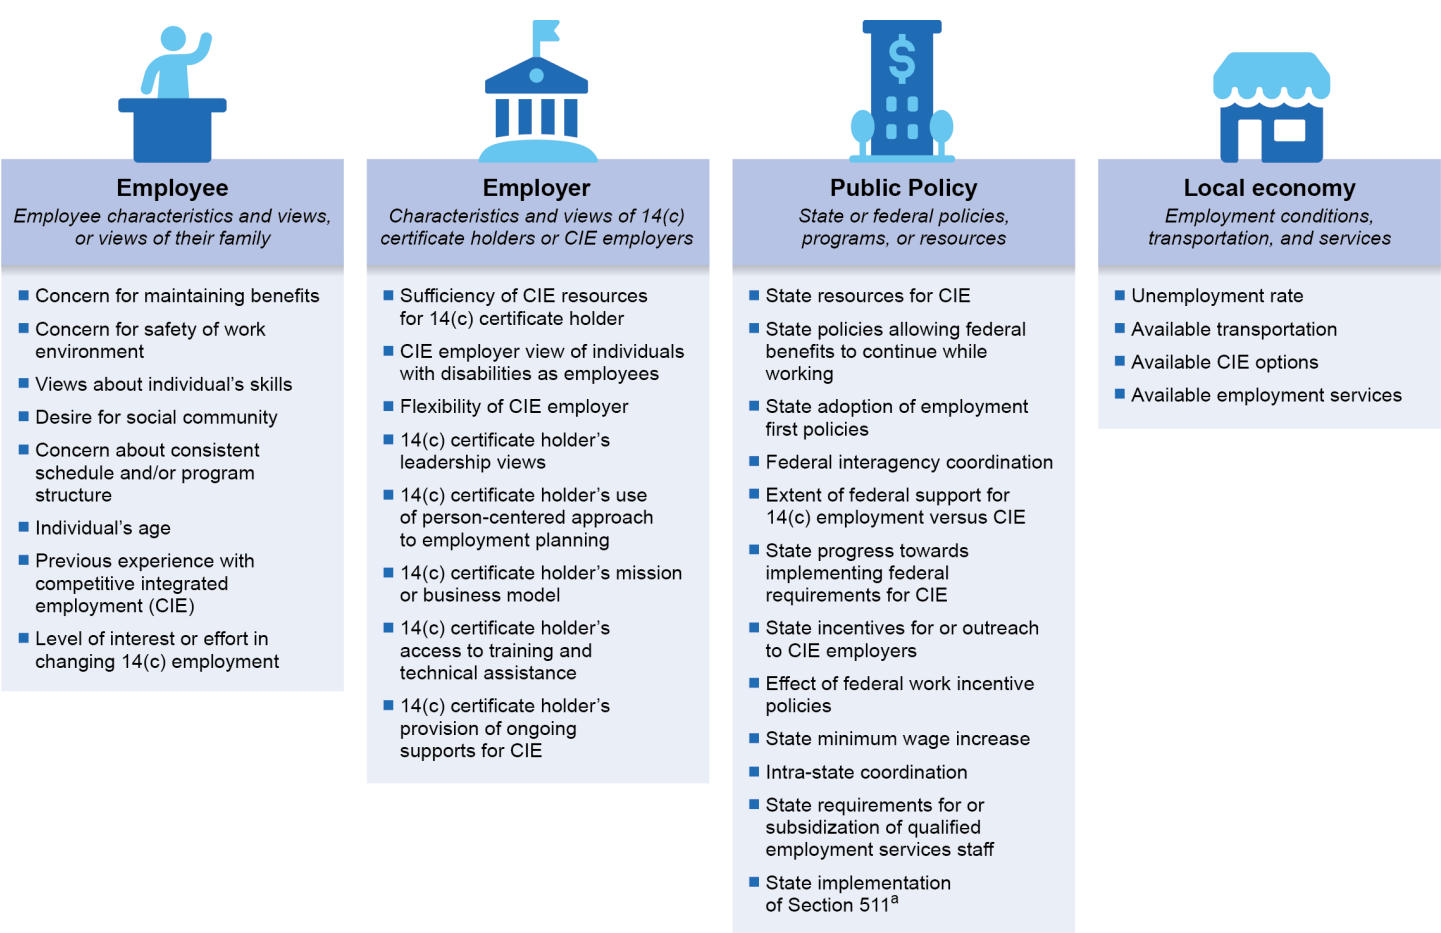 $
Employee
Employee characteristics and views,
or views of their family
Concern for maintaining benefits
Concern for safety of work
environment
Views about individual’s skills
Desire for social community
Concern about consistent
schedule and/or program
structure
Individual’s age
Previous experience with
competitive integrated
employment (CIE)
Level of interest or effort in
changing 14(c) employment
Employer
Characteristics and views of 14(c)
certificate holders or CIE employers
Sufficiency of CIE resources
for 14(c) certificate holder
CIE employer view of individuals
with disabilities as employees
Flexibility of CIE employer
14(c) certificate holder’s
leadership views
14(c) certificate holder’s use
of person-centered approach
to employment planning
14(c) certificate holder’s mission
or business model
14(c) certificate holder’s
access to training and
technical assistance
14(c) certificate holder’s
provision of ongoing
supports for CIE
Public Policy
State or federal policies,
programs, or resources
State resources for CIE
State policies allowing federal
benefits to continue while
working
State adoption of employment
first policies
Federal interagency coordination
Extent of federal support for
14(c) employment versus CIE
State progress towards
implementing federal
requirements for CIE
State incentives for or outreach
to CIE employers
Effect of federal work incentive
policies
State minimum wage increase
Intra-state coordination
State requirements for or
subsidization of qualified
employment services staff
State implementation
of Section 511a
Local economy
Employment conditions,
transportation, and services
Unemployment rate
Available transportation
Available CIE options
Available employment services